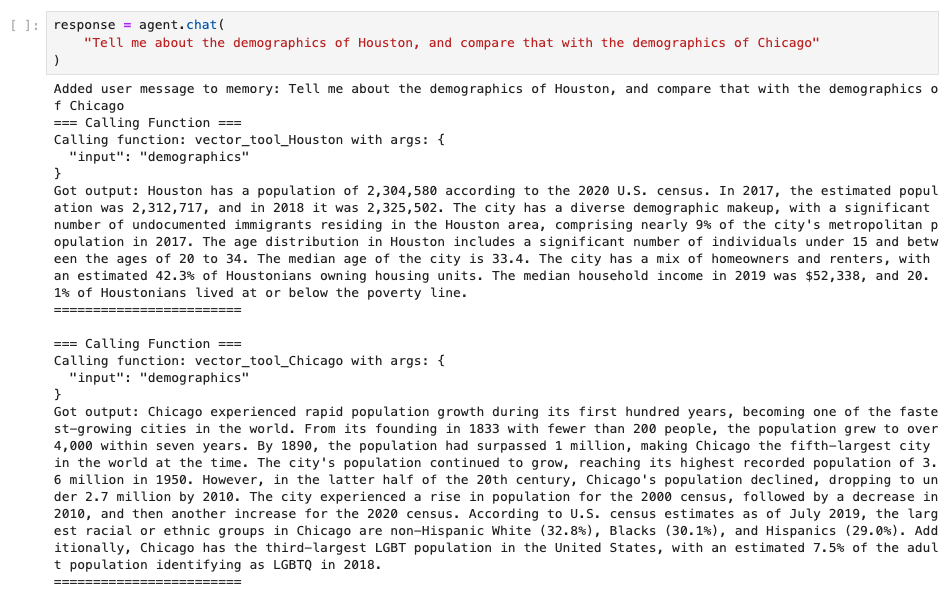 [ ]: response = agent.chat(
    "Tell me about the demographics of Houston, and compare that with the demographics of Chicago"
)
Added user message to memory: Tell me about the demographics of Houston, and compare that with the demographics o
f Chicago
=== Calling Function ===
Calling function: vector_tool_Houston with args: {
  "input": "demographics"
}
Got output: Houston has a population of 2,304,580 according to the 2020 U.S. census. In 2017, the estimated popul
ation was 2,312,717, and in 2018 it was 2,325,502. The city has a diverse demographic makeup, with a significant
number of undocumented immigrants residing in the Houston area, comprising nearly 9% of the city's metropolitan p
opulation in 2017. The age distribution in Houston includes a significant number of individuals under 15 and betw
een the ages of 20 to 34. The median age of the city is 33.4. The city has a mix of homeowners and renters, with
an estimated 42.3% of Houstonians owning housing units. The median household income in 2019 was $52,338, and 20.
1% of Houstonians lived at or below the poverty line.
========================

=== Calling Function ===
Calling function: vector_tool_Chicago with args: {
  "input": "demographics"
}
Got output: Chicago experienced rapid population growth during its first hundred years, becoming one of the faste
st-growing cities in the world. From its founding in 1833 with fewer than 200 people, the population grew to over
4,000 within seven years. By 1890, the population had surpassed 1 million, making Chicago the fifth-largest city
in the world at the time. The city's population continued to grow, reaching its highest recorded population of 3.
6 million in 1950. However, in the latter half of the 20th century, Chicago's population declined, dropping to un
der 2.7 million by 2010. The city experienced a rise in population for the 2000 census, followed by a decrease in
2010, and then another increase for the 2020 census. According to U.S. census estimates as of July 2019, the larg
est racial or ethnic groups in Chicago are non-Hispanic White (32.8%), Blacks (30.1%), and Hispanics (29.0%). Add
itionally, Chicago has the third-largest LGBT population in the United States, with an estimated 7.5% of the adul
t population identifying as LGBTQ in 2018.
========================